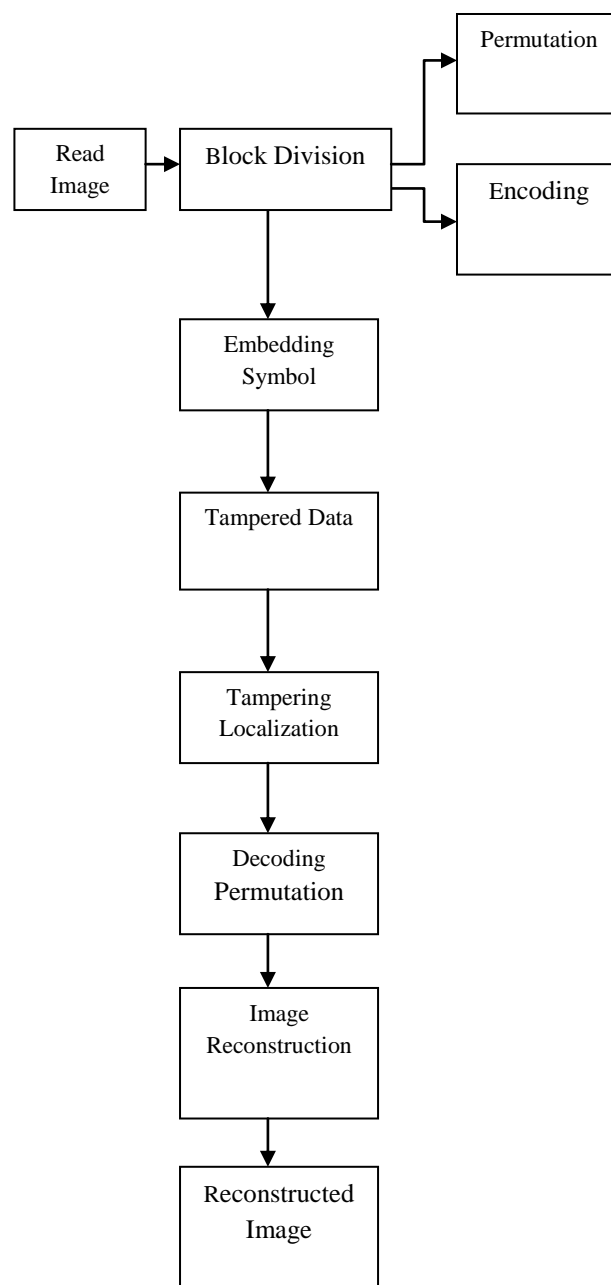 Permutation
Read
Image
Block Division
Encoding
Embedding
Symbol
Tampered Data
Tampering
Localization
Decoding
Permutation
Image
Reconstruction
Reconstructed
Image